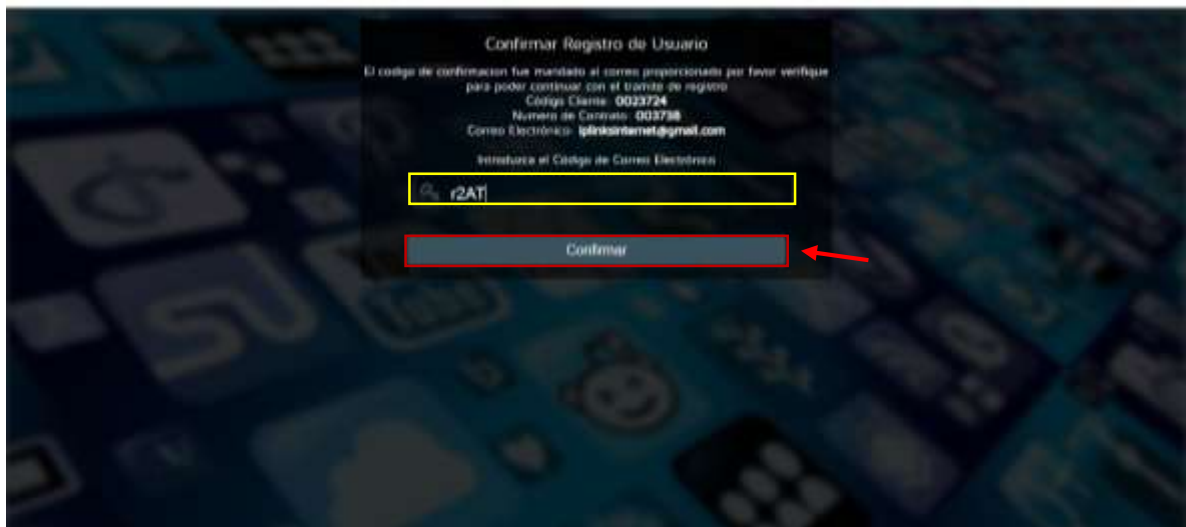 Confirmar Registro de Usuario
El codigo de confirmacion fue mandado al correo proporcionado por favor verifique
para poder continuar con el tramite de registro
Código Cliente: 0023724
Numero de Contrato: 003738
Correo Electrónico: iplinksinternet@gmail.com
Introduzca el Código de Correo Electrónico
r2AT
Confirmar